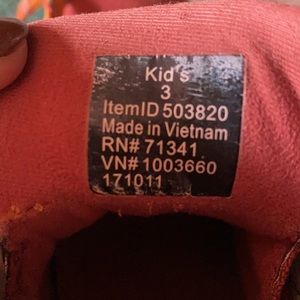 Kid's
3
ItemID 503820
Made in Vietnam
RN# 71341
VN# 1003660
171011